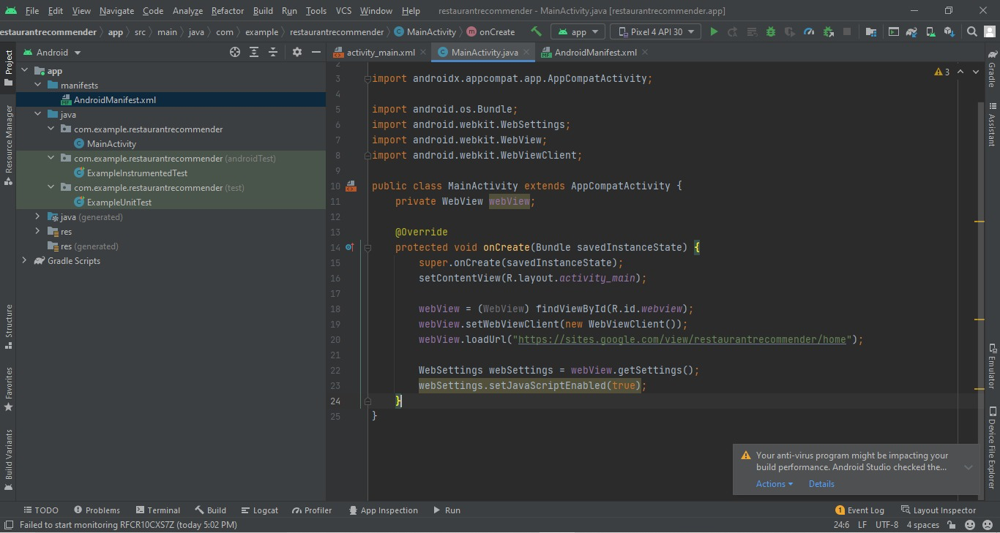 File Edit View Navigate Code Analyze Refactor Build Run Tools VCS Window Help restaurantrecommender - MainActivity.java [restaurantrecommender.app]
estaurantrecommender app src main java com example restaurantrecommender MainActivity onCreate app Pixel 4 API 30
Android
activity_main.xml MainActivity.java AndroidManifest.xml
Project
Resource Manager
Structure
Favorites
Build Variants
app
manifests
AndroidManifest.xml
java
com.example.restaurantrecommender
MainActivity
com.example.restaurantrecommender (androidTest)
ExampleInstrumentedTest
com.example.restaurantrecommender (test)
ExampleUnitTest
java (generated)
res
res (generated)
Gradle Scripts
2
3 import androidx.appcompat.app.AppCompatActivity;
4
5 import android.os.Bundle;
6 import android.webkit.WebSettings;
7 import android.webkit.WebView;
8 import android.webkit.WebViewClient;
9
10 public class MainActivity extends AppCompatActivity {
11 private WebView webView;
12
13 @Override
14 protected void onCreate(Bundle savedInstanceState) {
15 super.onCreate(savedInstanceState);
16 setContentView(R.layout.activity_main);
17
18 webView = (WebView) findViewById(R.id.webview);
19 webView.setWebViewClient(new WebViewClient());
20 webView.loadUrl("https://sites.google.com/view/restaurantrecommender/home");
21
22 WebSettings webSettings = webView.getSettings();
23 webSettings.setJavaScriptEnabled(true);
24 }
25 }
3
Gradle
Assistant
Emulator
Device File Explorer
Your anti-virus program might be impacting your
build performance. Android Studio checked the...
Actions Details
TODO Problems Terminal Build Logcat Profiler App Inspection Run 1 Event Log Layout Inspector
Failed to start monitoring RFCR10CXS7Z (today 5:02 PM) 24:6 LF UTF-8 4 spaces